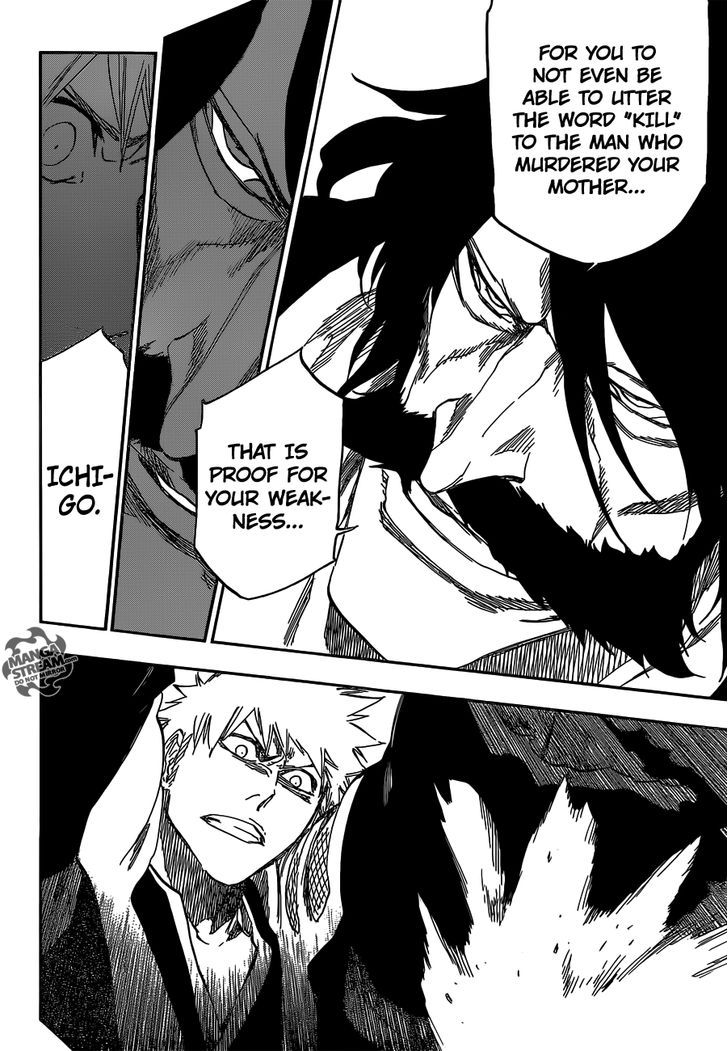 FOR YOU TO
NOT EVEN BE
ABLE TO UTTER
THE WORD "KILL"
TO THE MAN WHO
MURDERED YOUR
MOTHER...
THAT IS
PROOF FOR
YOUR WEAK-
NESS...
ICHI-
GO.
MANGA
STREAM.com
DO NOT MIRROR